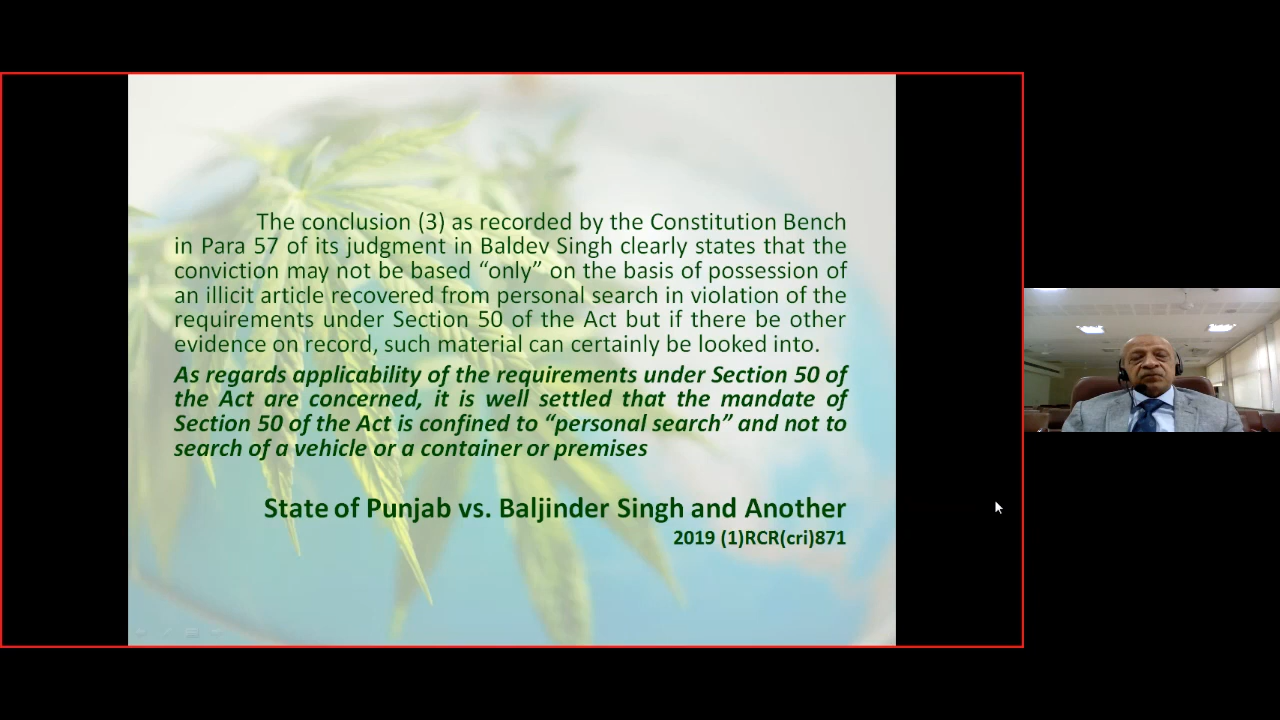 The conclusion (3) as recorded by the Constitution Bench
in Para 57 of its judgment in Baldev Singh clearly states that the
conviction may not be based “only” on the basis of possession of
an illicit article recovered from personal search in violation of the
requirements under Section 50 of the Act but if there be other
evidence on record, such material can certainly be looked into.
As regards applicability of the requirements under Section 50 of
the Act are concerned, it is well settled that the mandate of
Section 50 of the Act is confined to “personal search” and not to
search of a vehicle or a container or premises
State of Punjab vs. Baljinder Singh and Another
2019 (1)RCR(cri)871